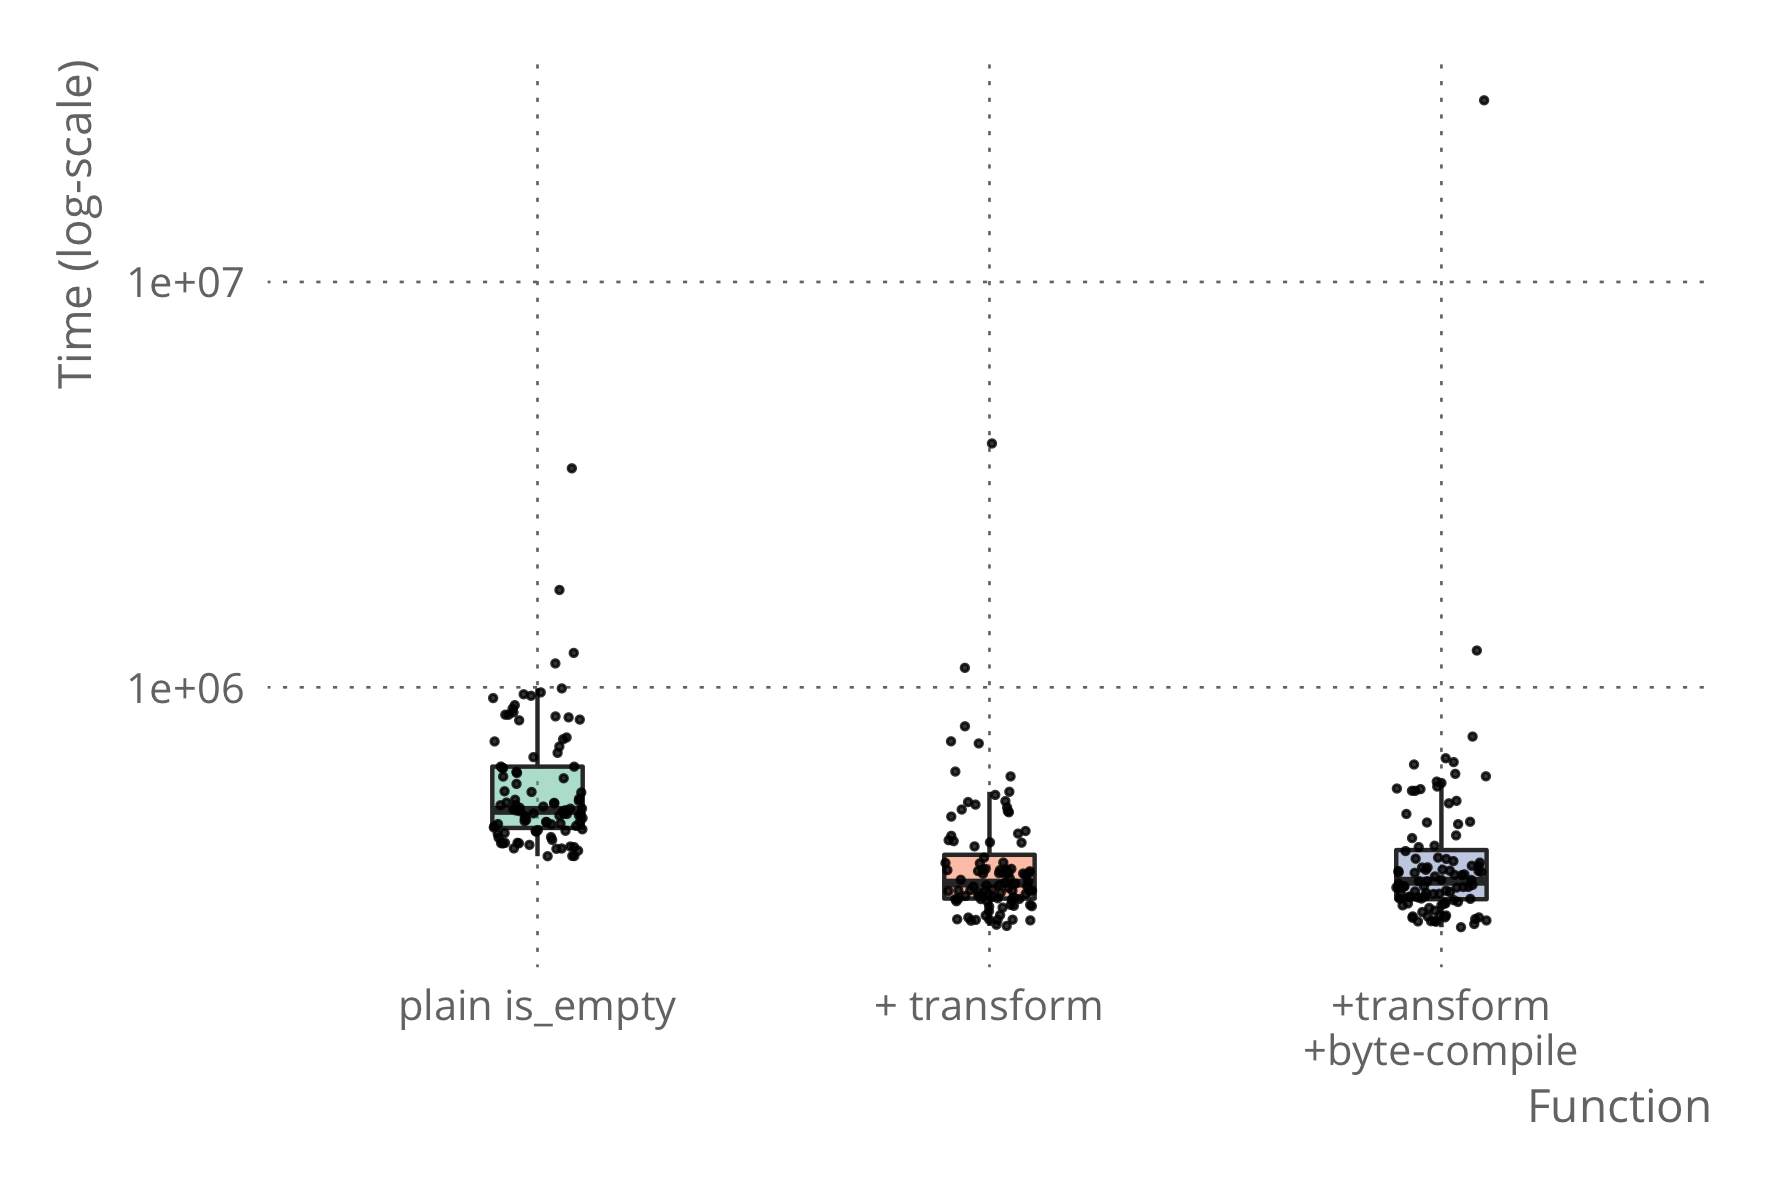 Time (log-scale)
1e+07
1e+06
plain is_empty
+ transform
+transform
+byte-compile
Function